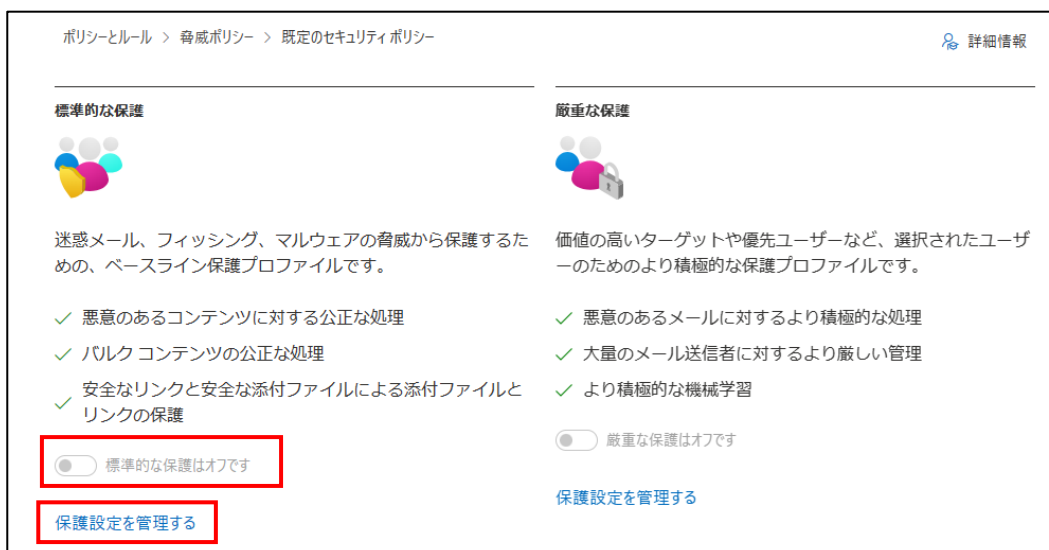 ポリシーとルール > 脅威ポリシー > 既定のセキュリティ ポリシー
詳細情報
標準的な保護
迷惑メール、フィッシング、マルウェアの脅威から保護するた
めの、ベースライン保護プロファイルです。
悪意のあるコンテンツに対する公正な処理
バルク コンテンツの公正な処理
安全なリンクと安全な添付ファイルによる添付ファイルと
リンクの保護
標準的な保護はオフです
保護設定を管理する
厳重な保護
価値の高いターゲットや優先ユーザーなど、選択されたユーザ
ーのためのより積極的な保護プロファイルです。
悪意のあるメールに対するより積極的な処理
大量のメール送信者に対するより厳しい管理
より積極的な機械学習
厳重な保護はオフです
保護設定を管理する